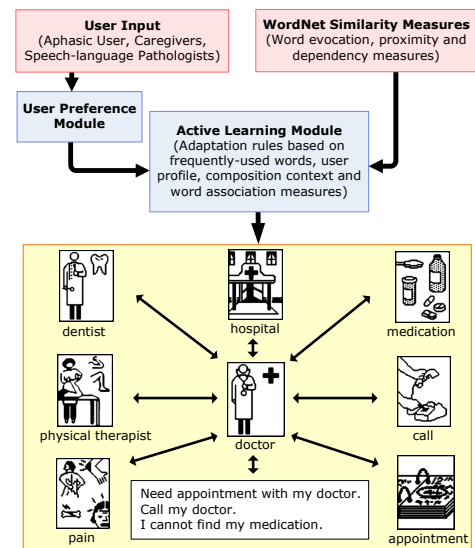 User Input
(Aphasic User, Caregivers,
Speech-language Pathologists)
WordNet Similarity Measures
(Word evocation, proximity and
dependency measures)
User Preference
Module
Active Learning Module
(Adaptation rules based on
frequently-used words, user
profile, composition context and
word association measures)
dentist
hospital
medication
physical therapist
doctor
call
pain
Need appointment with my doctor.
Call my doctor.
I cannot find my medication.
appointment